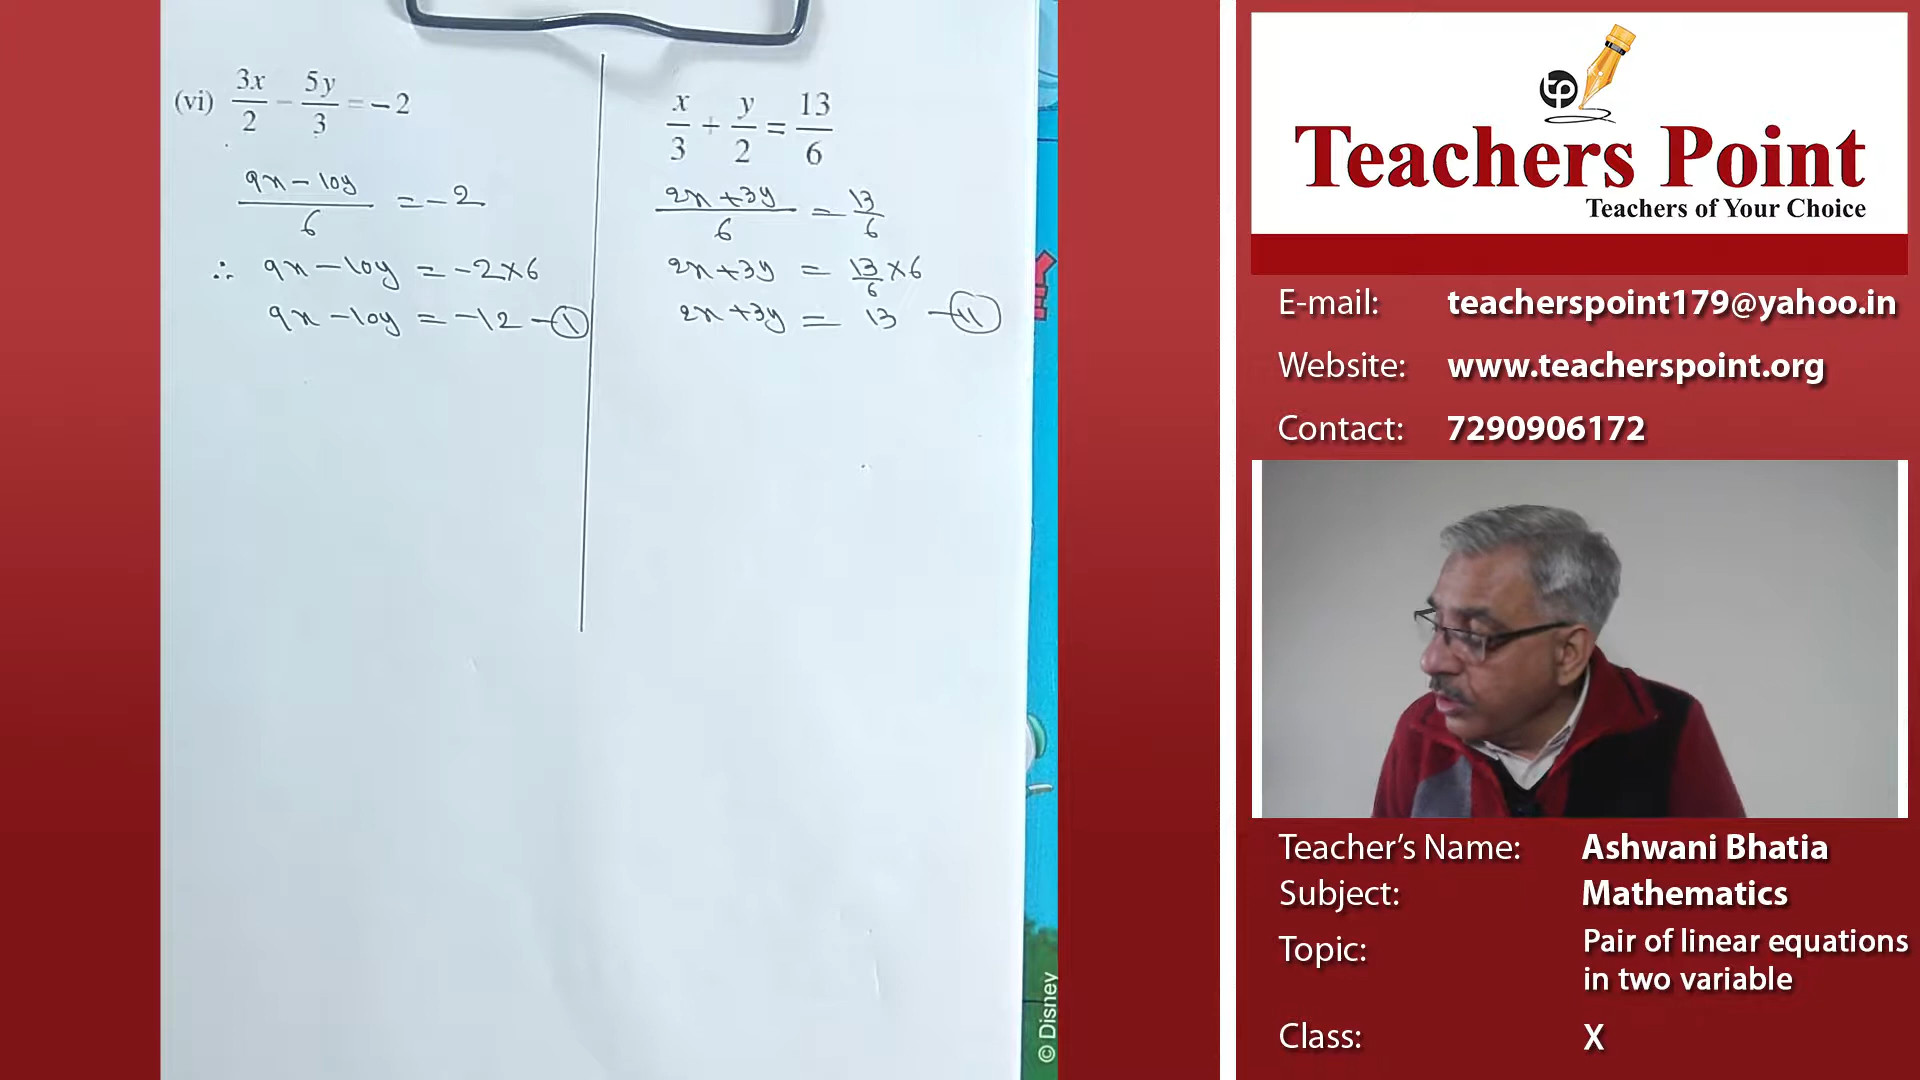 (vi) 3x/2 - 5y/3 = -2
9x - 10y / 6 = -2
∴ 9x - 10y = -2×6
9x - 10y = -12 - ①
x/3 + y/2 = 13/6
2x + 3y / 6 = 13/6
2x + 3y = 13/6 × 6
2x + 3y = 13 - (11)
© Disney
tp
Teachers Point
Teachers of Your Choice
E-mail: teacherspoint179@yahoo.in
Website: www.teacherspoint.org
Contact: 7290906172
Teacher's Name: Ashwani Bhatia
Subject: Mathematics
Topic: Pair of linear equations
in two variable
Class: X